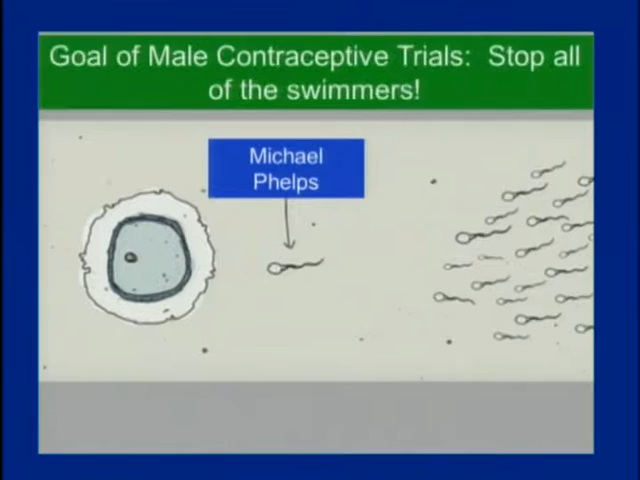 Goal of Male Contraceptive Trials:  Stop all
of the swimmers!
Michael
Phelps